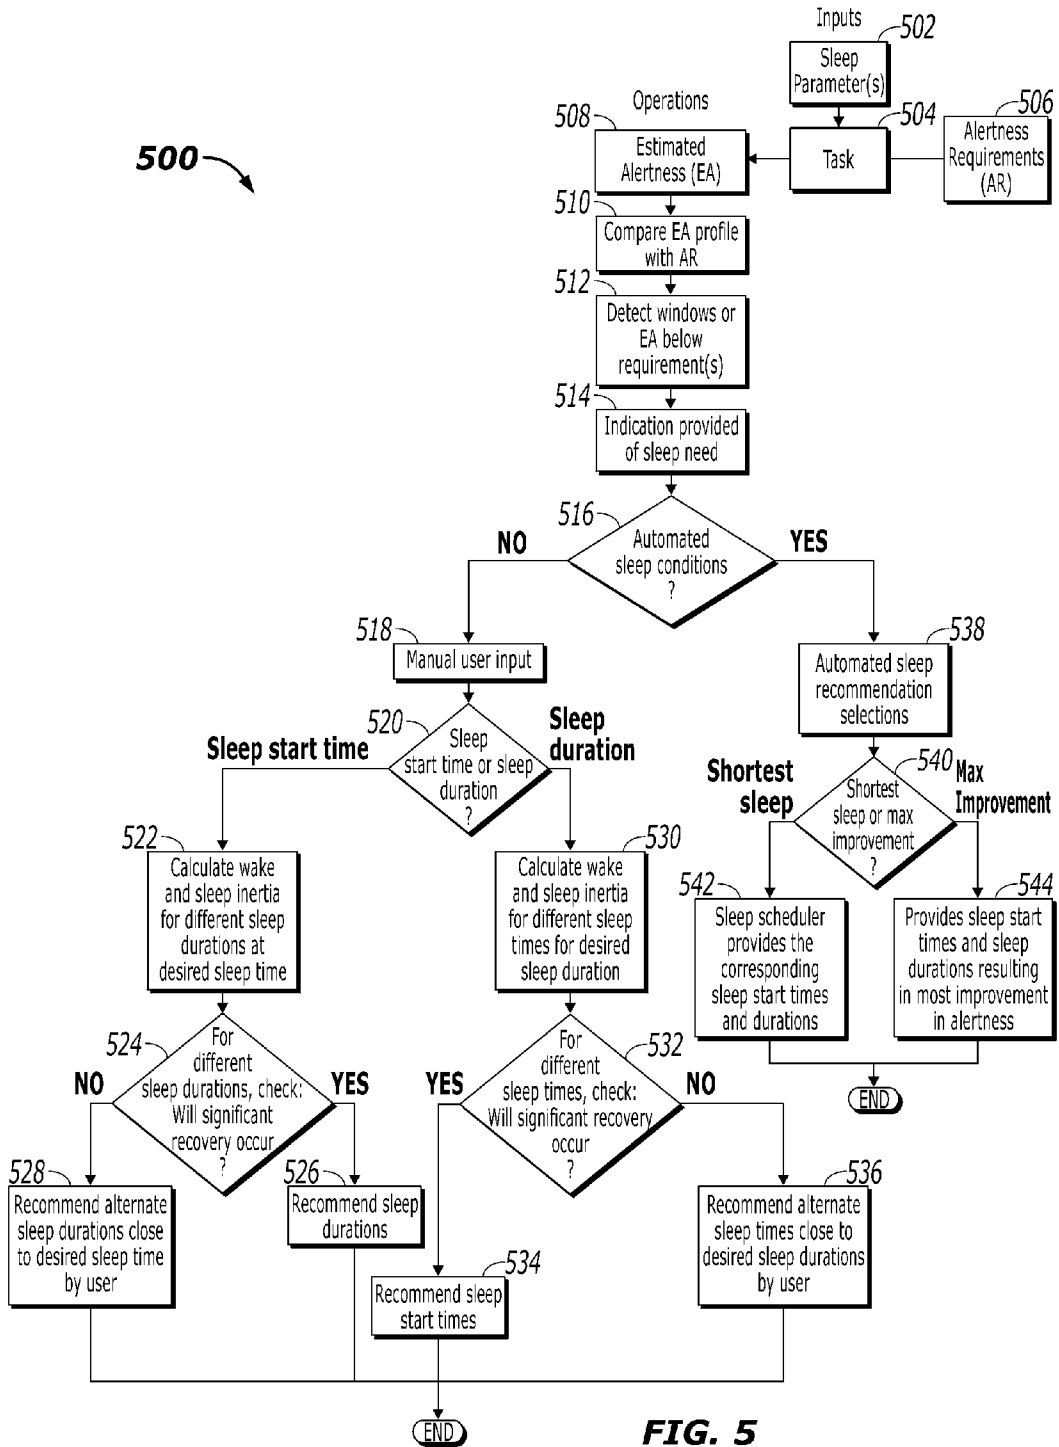 Inputs
502
Sleep
Parameter(s)
504
Task
506
Alertness
Requirements
(AR)
Operations
508
Estimated
Alertness (EA)
500
510
Compare EA profile
with AR
512
Detect windows or
EA below
requirement(s)
514
Indication provided
of sleep need
516
Automated
sleep conditions
?
NO
YES
518
Manual user input
520
Sleep
start time or sleep
duration
?
Sleep start time
Sleep
duration
522
Calculate wake
and sleep inertia
for different sleep
durations at
desired sleep time
524
For
different
sleep durations, check:
Will significant
recovery occur
?
NO
YES
528
Recommend alternate
sleep durations close
to desired sleep time
by user
526
Recommend sleep
durations
530
Calculate wake
and sleep inertia
for different sleep
times for desired
sleep duration
532
For
different
sleep times, check:
Will significant recovery
occur
?
YES
NO
534
Recommend sleep
start times
536
Recommend alternate
sleep times close to
desired sleep durations
by user
END
538
Automated sleep
recommendation
selections
540
Shortest
sleep or max
improvement
?
Shortest
sleep
Max
Improvement
542
Sleep scheduler
provides the
corresponding
sleep start times
and durations
544
Provides sleep start
times and sleep
durations resulting
in most improvement
in alertness
END
FIG. 5